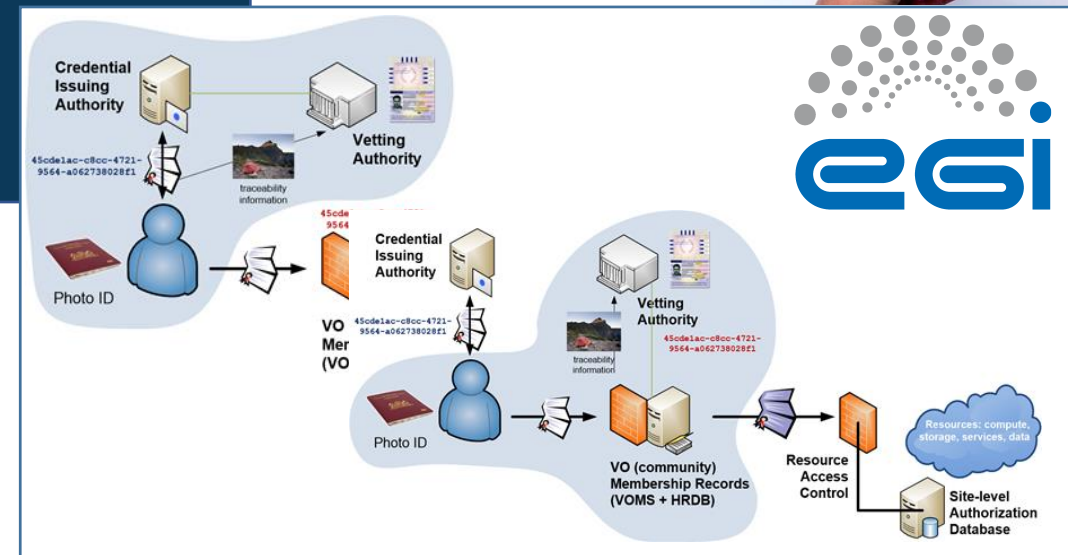 Credential
Issuing
Authority
Vetting
Authority
45cde1ac-c8cc-4721-
9564-a062738028f1
traceability
information
Photo ID
45cde
9564
VO
Mer
(VO
Credential
Issuing
Authority
45cde1ac-c8cc-4721-
9564-a062738028f1
Vetting
Authority
45cde1ac-c8cc-4721-
9564-a062738028f1
traceability
information
Photo ID
VO (community)
Membership Records
(VOMS + HRDB)
Resource
Access
Control
Resources: compute,
storage, services, data
Site-level
Authorization
Database
egi